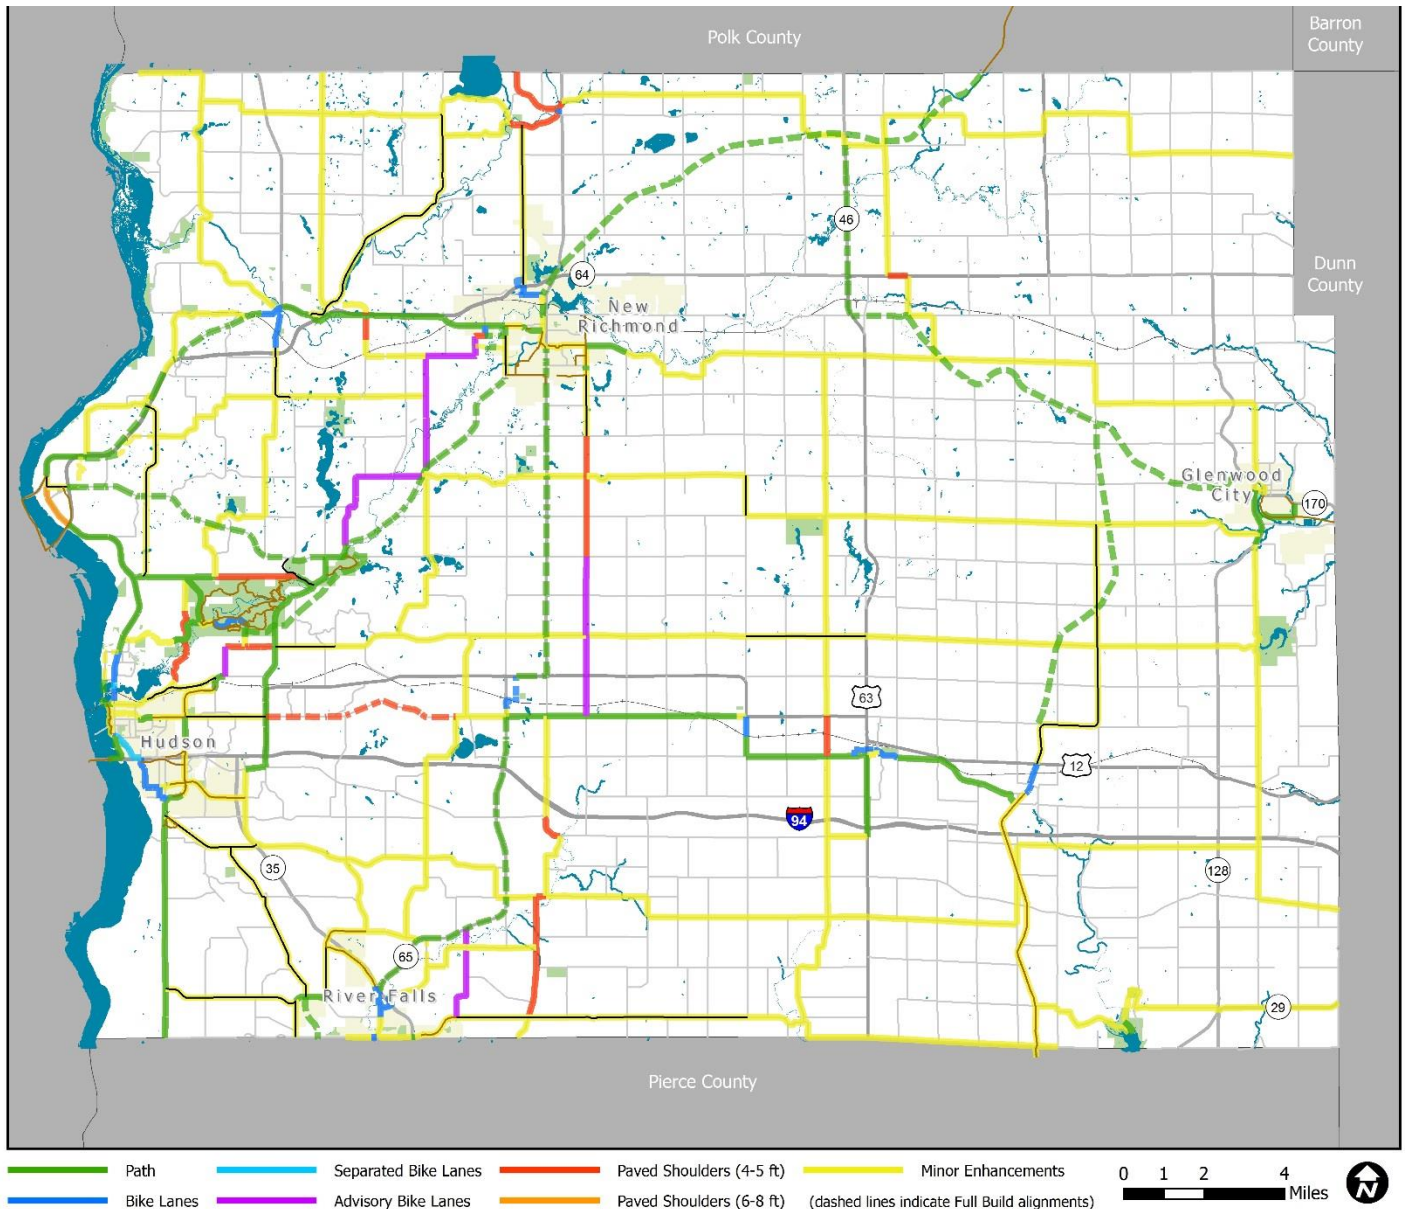 Polk County
Barron
County
46
64
Dunn
County
New
Richmond
Glenwood
City
170
63
Hudson
12
94
35
128
65
River Falls
29
Pierce County
Path
Separated Bike Lanes
Paved Shoulders (4-5 ft)
Minor Enhancements
0 1 2 4
Miles
N
Bike Lanes
Advisory Bike Lanes
Paved Shoulders (6-8 ft)
(dashed lines indicate Full Build alignments)